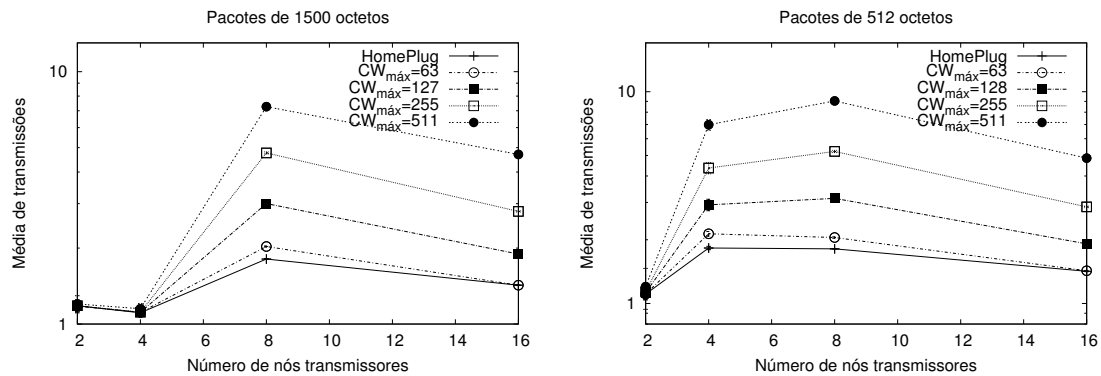 Pacotes de 1500 octetos
10
1
2 4 6 8 10 12 14 16
Média de transmissões
Número de nós transmissores
HomePlug
CWmáx=63
CWmáx=127
CWmáx=255
CWmáx=511
Pacotes de 512 octetos
10
1
2 4 6 8 10 12 14 16
Média de transmissões
Número de nós transmissores
HomePlug
CWmáx=63
CWmáx=128
CWmáx=255
CWmáx=511